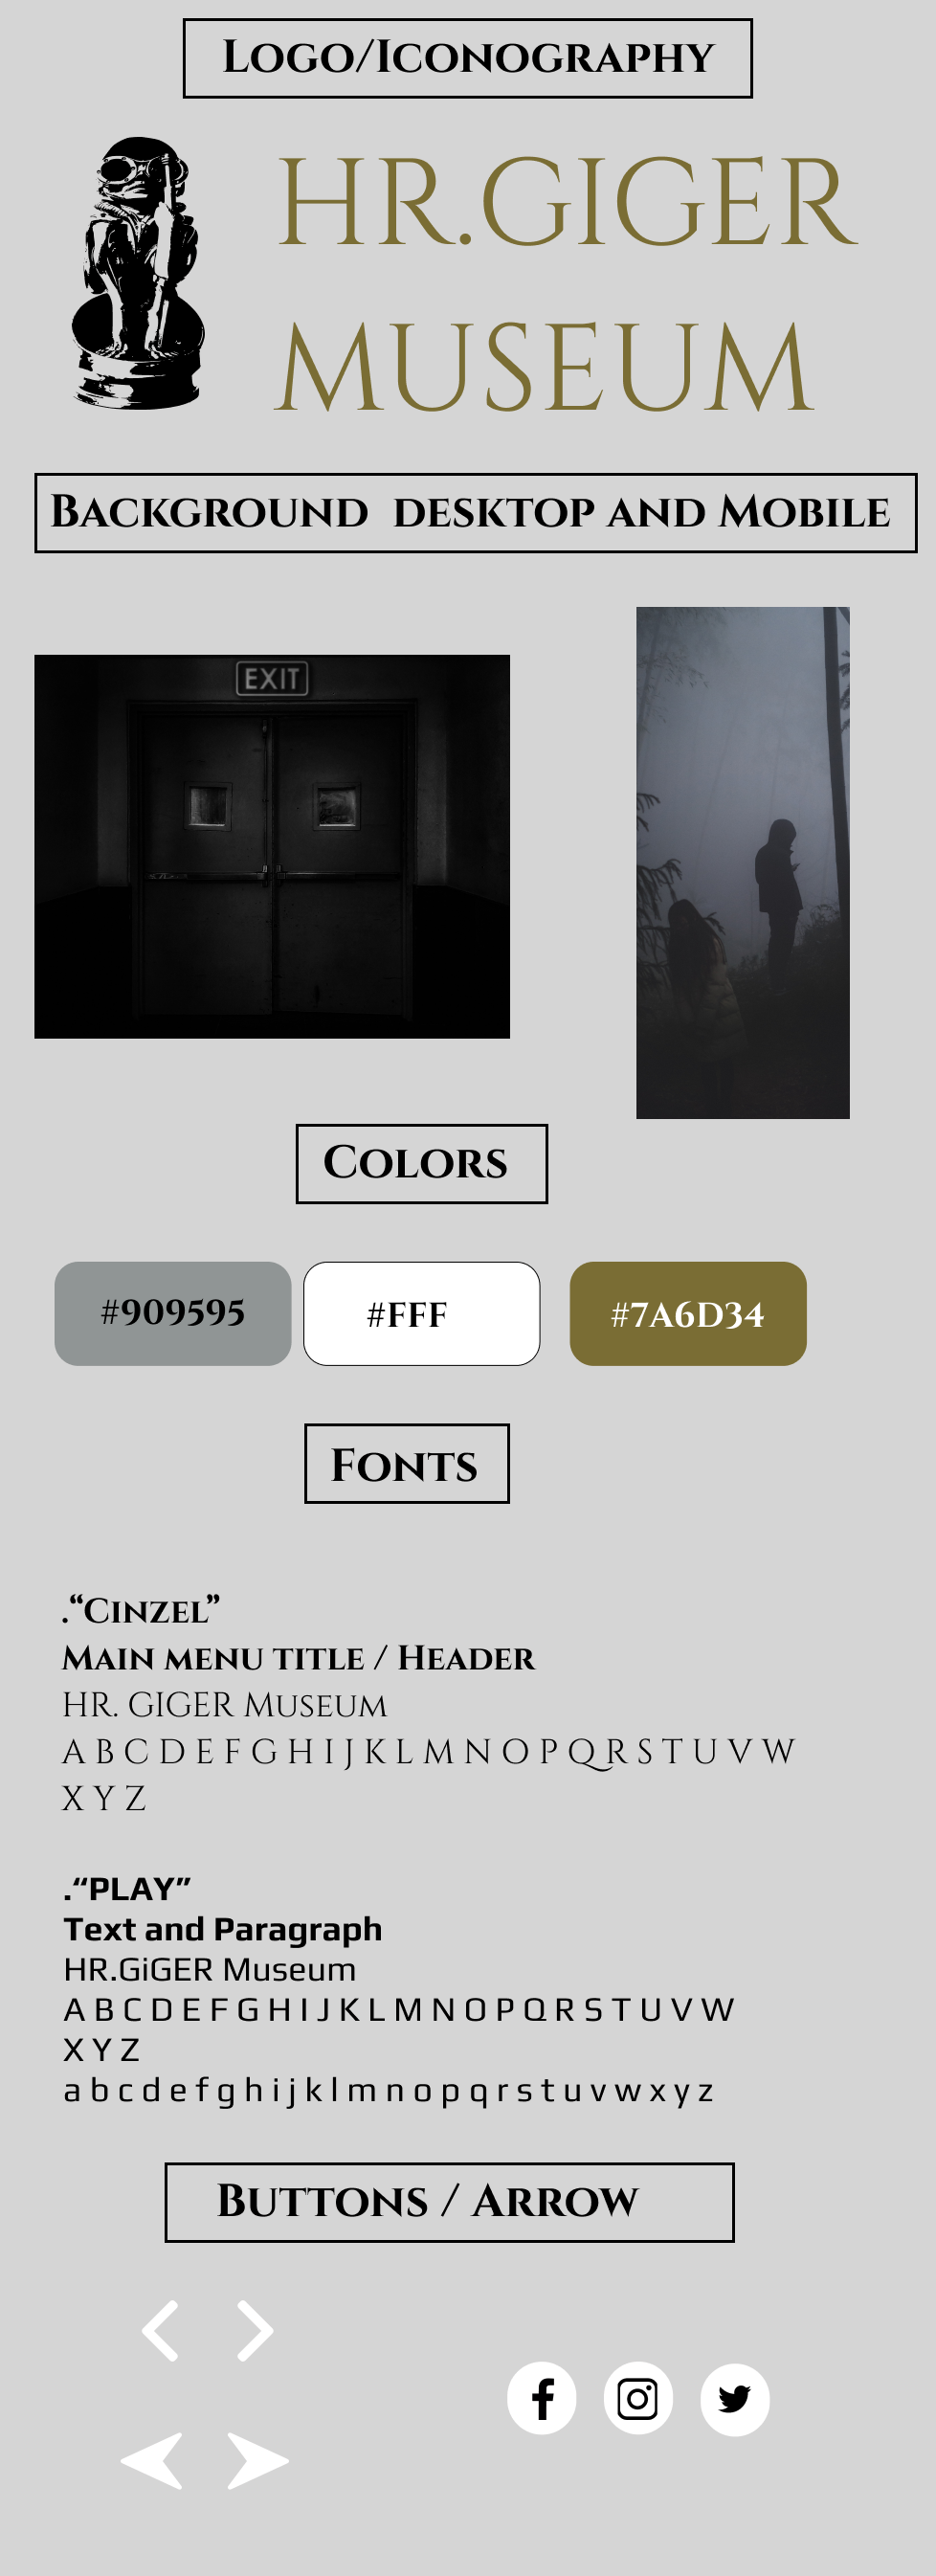 Logo/Iconography
HR.GIGER
MUSEUM
Background desktop and Mobile
EXIT
Colors
#909595
#FFF
#7A6D34
Fonts
.“Cinzel”
Main menu title / Header
HR. GIGER Museum
A B C D E F G H I J K L M N O P Q R S T U V W
X Y Z
.“PLAY”
Text and Paragraph
HR.GiGER Museum
A B C D E F G H I J K L M N O P Q R S T U V W
X Y Z
a b c d e f g h i j k l m n o p q r s t u v w x y z
Buttons / Arrow